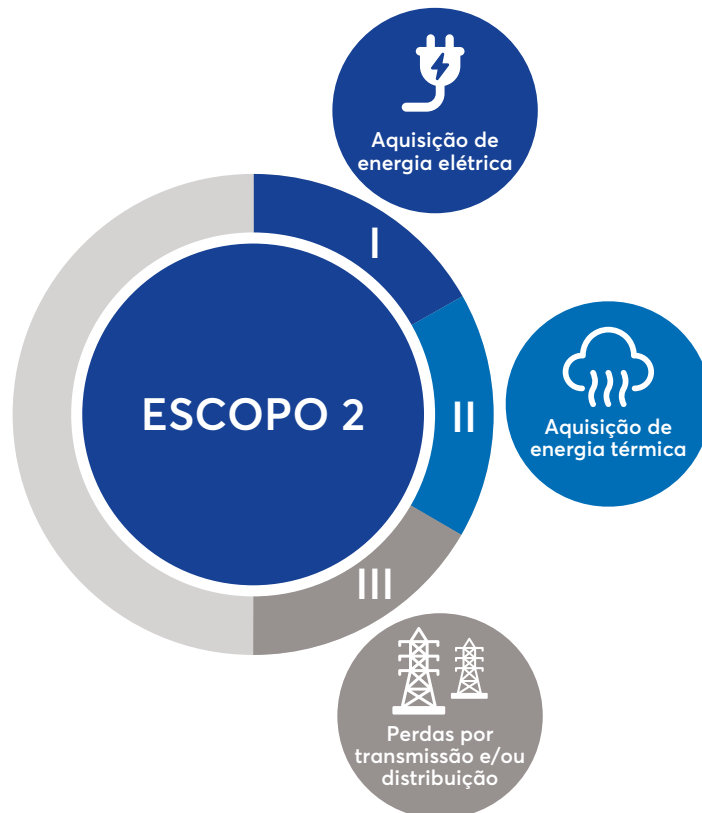 Aquisição de
energia elétrica
I
ESCOPO 2
II
Aquisição de
energia térmica
III
Perdas por
transmissão e/ou
distribuição